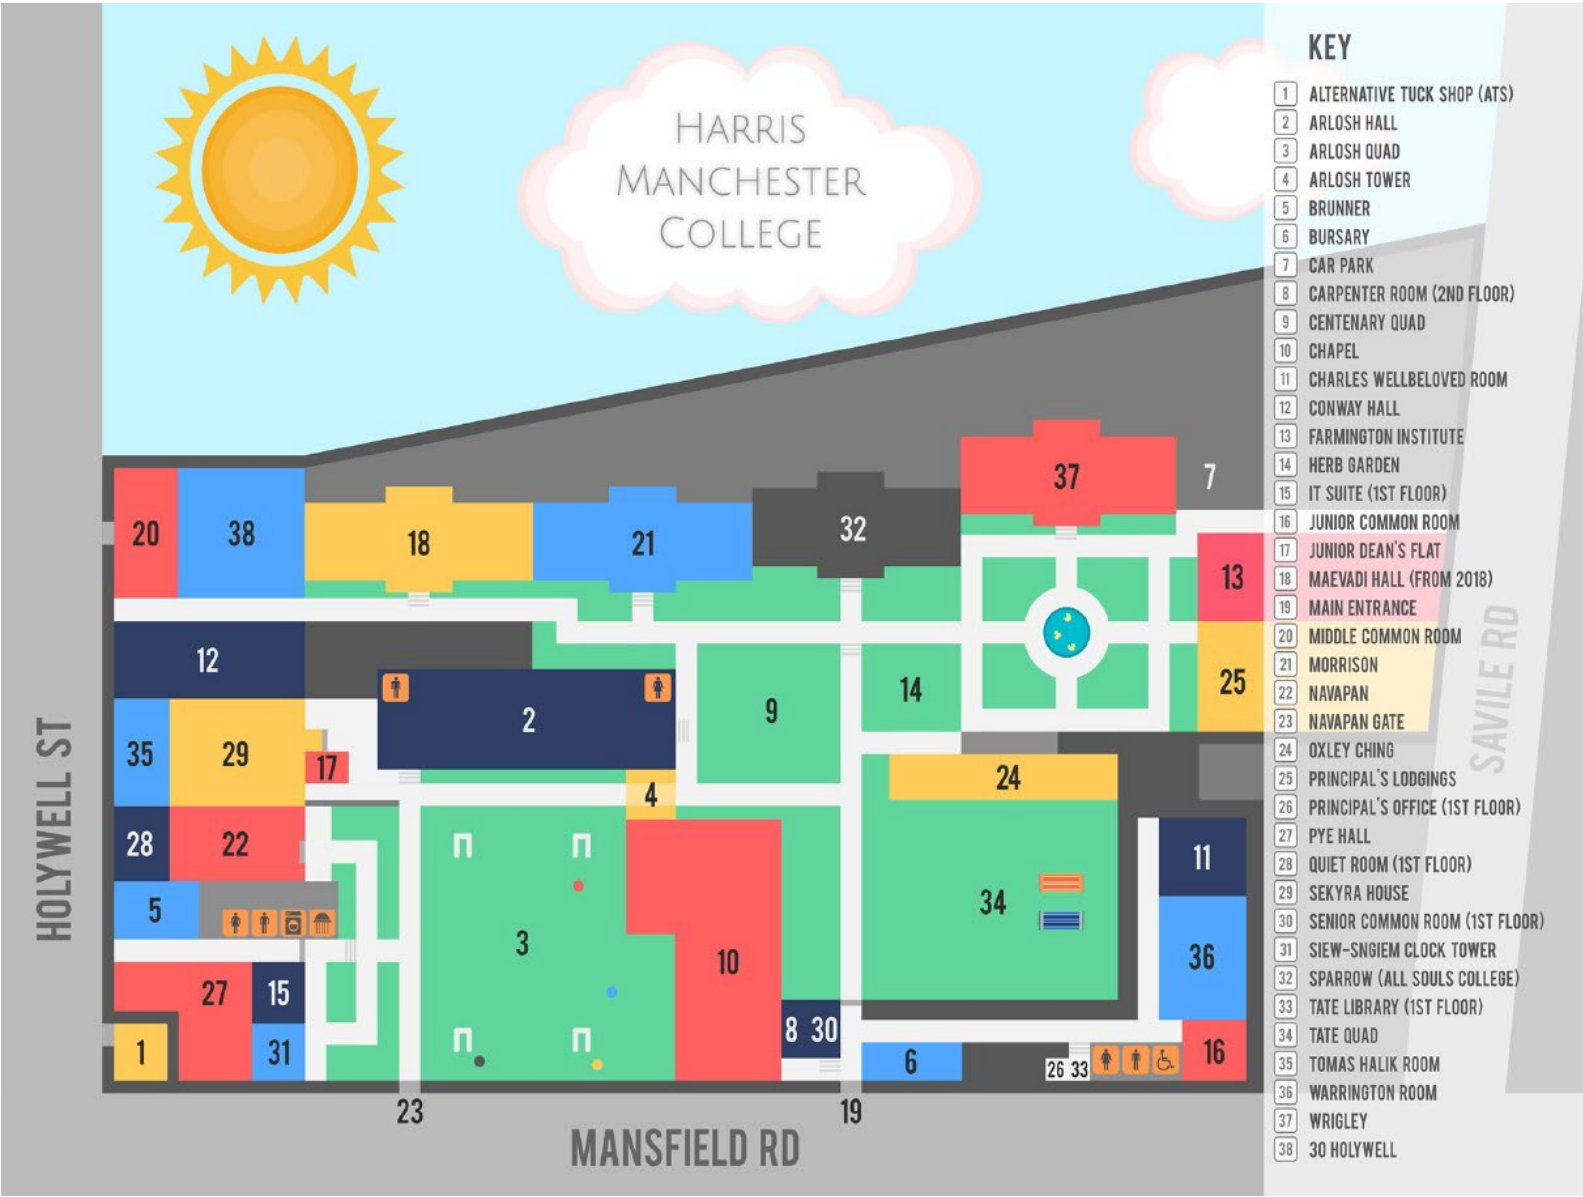 HARRIS
MANCHESTER
COLLEGE
KEY
1 ALTERNATIVE TUCK SHOP (ATS)
2 ARLOSH HALL
3 ARLOSH QUAD
4 ARLOSH TOWER
5 BRUNNER
6 BURSARY
7 CAR PARK
8 CARPENTER ROOM (2ND FLOOR)
9 CENTENARY QUAD
10 CHAPEL
11 CHARLES WELLBELOVED ROOM
12 CONWAY HALL
13 FARMINGTON INSTITUTE
14 HERB GARDEN
15 IT SUITE (1ST FLOOR)
16 JUNIOR COMMON ROOM
17 JUNIOR DEAN'S FLAT
18 MAEVADI HALL (FROM 2018)
19 MAIN ENTRANCE
20 MIDDLE COMMON ROOM
21 MORRISON
22 NAVAPAN
23 NAVAPAN GATE
24 OXLEY CHING
25 PRINCIPAL'S LODGINGS
26 PRINCIPAL'S OFFICE (1ST FLOOR)
27 PYE HALL
28 QUIET ROOM (1ST FLOOR)
29 SEKYRA HOUSE
30 SENIOR COMMON ROOM (1ST FLOOR)
31 SIEW-SNGIEM CLOCK TOWER
32 SPARROW (ALL SOULS COLLEGE)
33 TATE LIBRARY (1ST FLOOR)
34 TATE QUAD
35 TOMAS HALIK ROOM
36 WARRINGTON ROOM
37 WRIGLEY
38 30 HOLYWELL
37 7
20 38 18 21 32
13
12
25
14
2 9
35 29 17
24
4
28 22
11
5
34
3
10
36
27 15
8 30
1 31
6
26 33
16
23
19
HOLYWELL ST
MANSFIELD RD
SAVILE RD